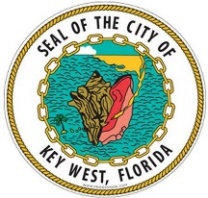 SEAL OF THE CITY OF
KEY WEST, FLORIDA